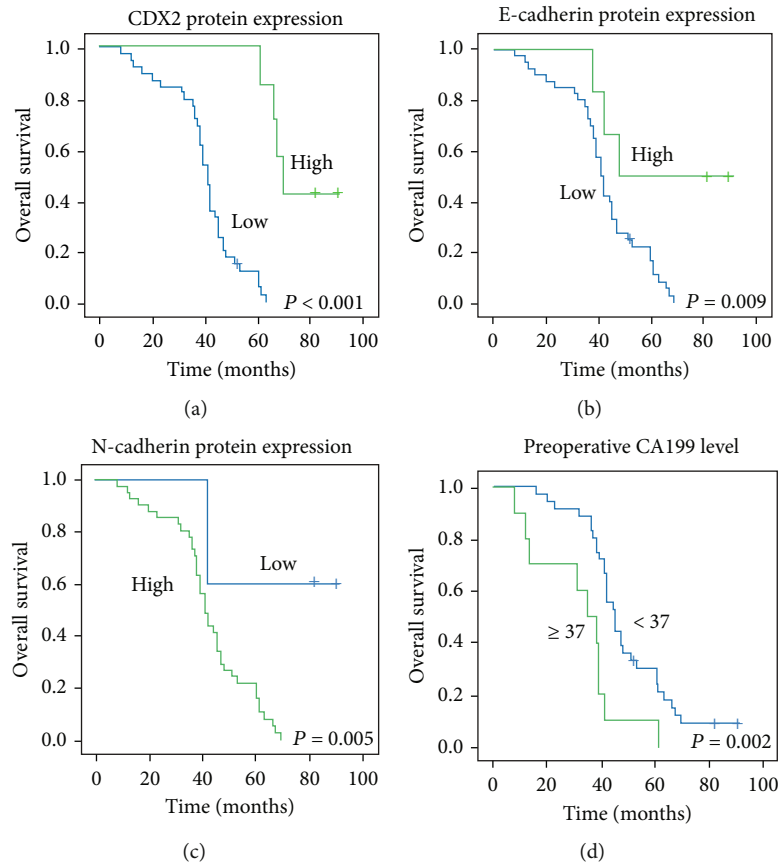 CDX2 protein expression
1.0
0.8
0.6
0.4
0.2
0.0
Overall survival
High
Low
P < 0.001
0 20 40 60 80 100
Time (months)
(a)
E-cadherin protein expression
1.0
0.8
0.6
0.4
0.2
0.0
Overall survival
High
Low
P = 0.009
0 20 40 60 80 100
Time (months)
(b)
N-cadherin protein expression
1.0
0.8
0.6
0.4
0.2
0.0
Overall survival
Low
High
P = 0.005
0 20 40 60 80 100
Time (months)
(c)
Preoperative CA199 level
1.0
0.8
0.6
0.4
0.2
0.0
Overall survival
≥ 37 < 37
P = 0.002
0 20 40 60 80 100
Time (months)
(d)